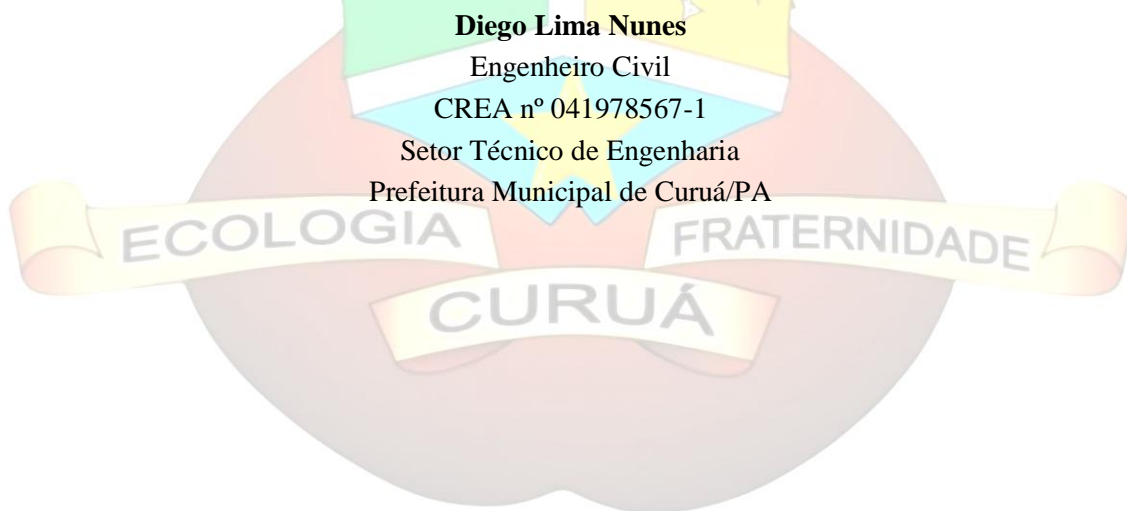 Diego Lima Nunes
Engenheiro Civil
CREA nº 041978567-1
Setor Técnico de Engenharia
Prefeitura Municipal de Curuá/PA
ECOLOGIA
FRATERNIDADE
CURUÁ